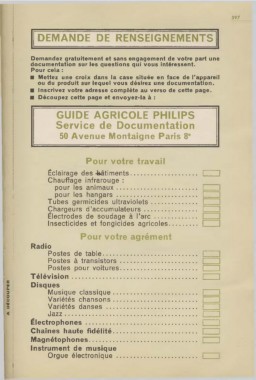 DEMANDE DE RENSEIGNEMENTS
Demandez gratuitement et sans engagement de votre part une
documentation sur les questions qui vous intéressent.
Pour cela :
■ Mettez une croix dans la case située en face de l'appareil
ou du produit sur lequel vous désirez une documentation.
■ Inscrivez votre adresse complète au verso de cette page.
■ Découpez cette page et envoyez-la à :
GUIDE AGRICOLE PHILIPS
Service de Documentation
50 Avenue Montaigne Paris 8e
Pour votre travail
Éclairage des bâtiments
Chauffage infrarouge :
pour les animaux
pour les hangars
Tubes germicides ultraviolets
Chargeurs d'accumulateurs
Électrodes de soudage à l'arc
Insecticides et fongicides agricoles
Pour votre agrément
Radio
Postes de table
Postes à transistors
Postes pour voitures
Télévision
Disques
Musique classique
Variétés chansons
Variétés danses
Jazz
Électrophones
Chaînes haute fidélité
Magnétophones
Instrument de musique
Orgue électronique
A DÉCOUPER